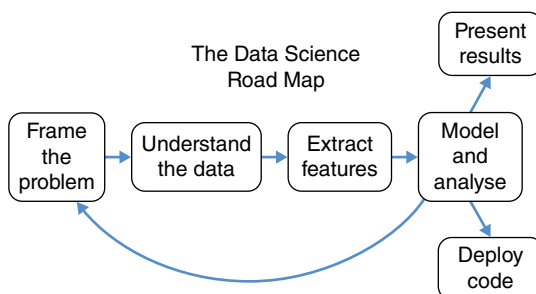 The Data Science
Road Map
Frame
the
problem
Understand
the data
Extract
features
Model
and
analyse
Present
results
Deploy
code